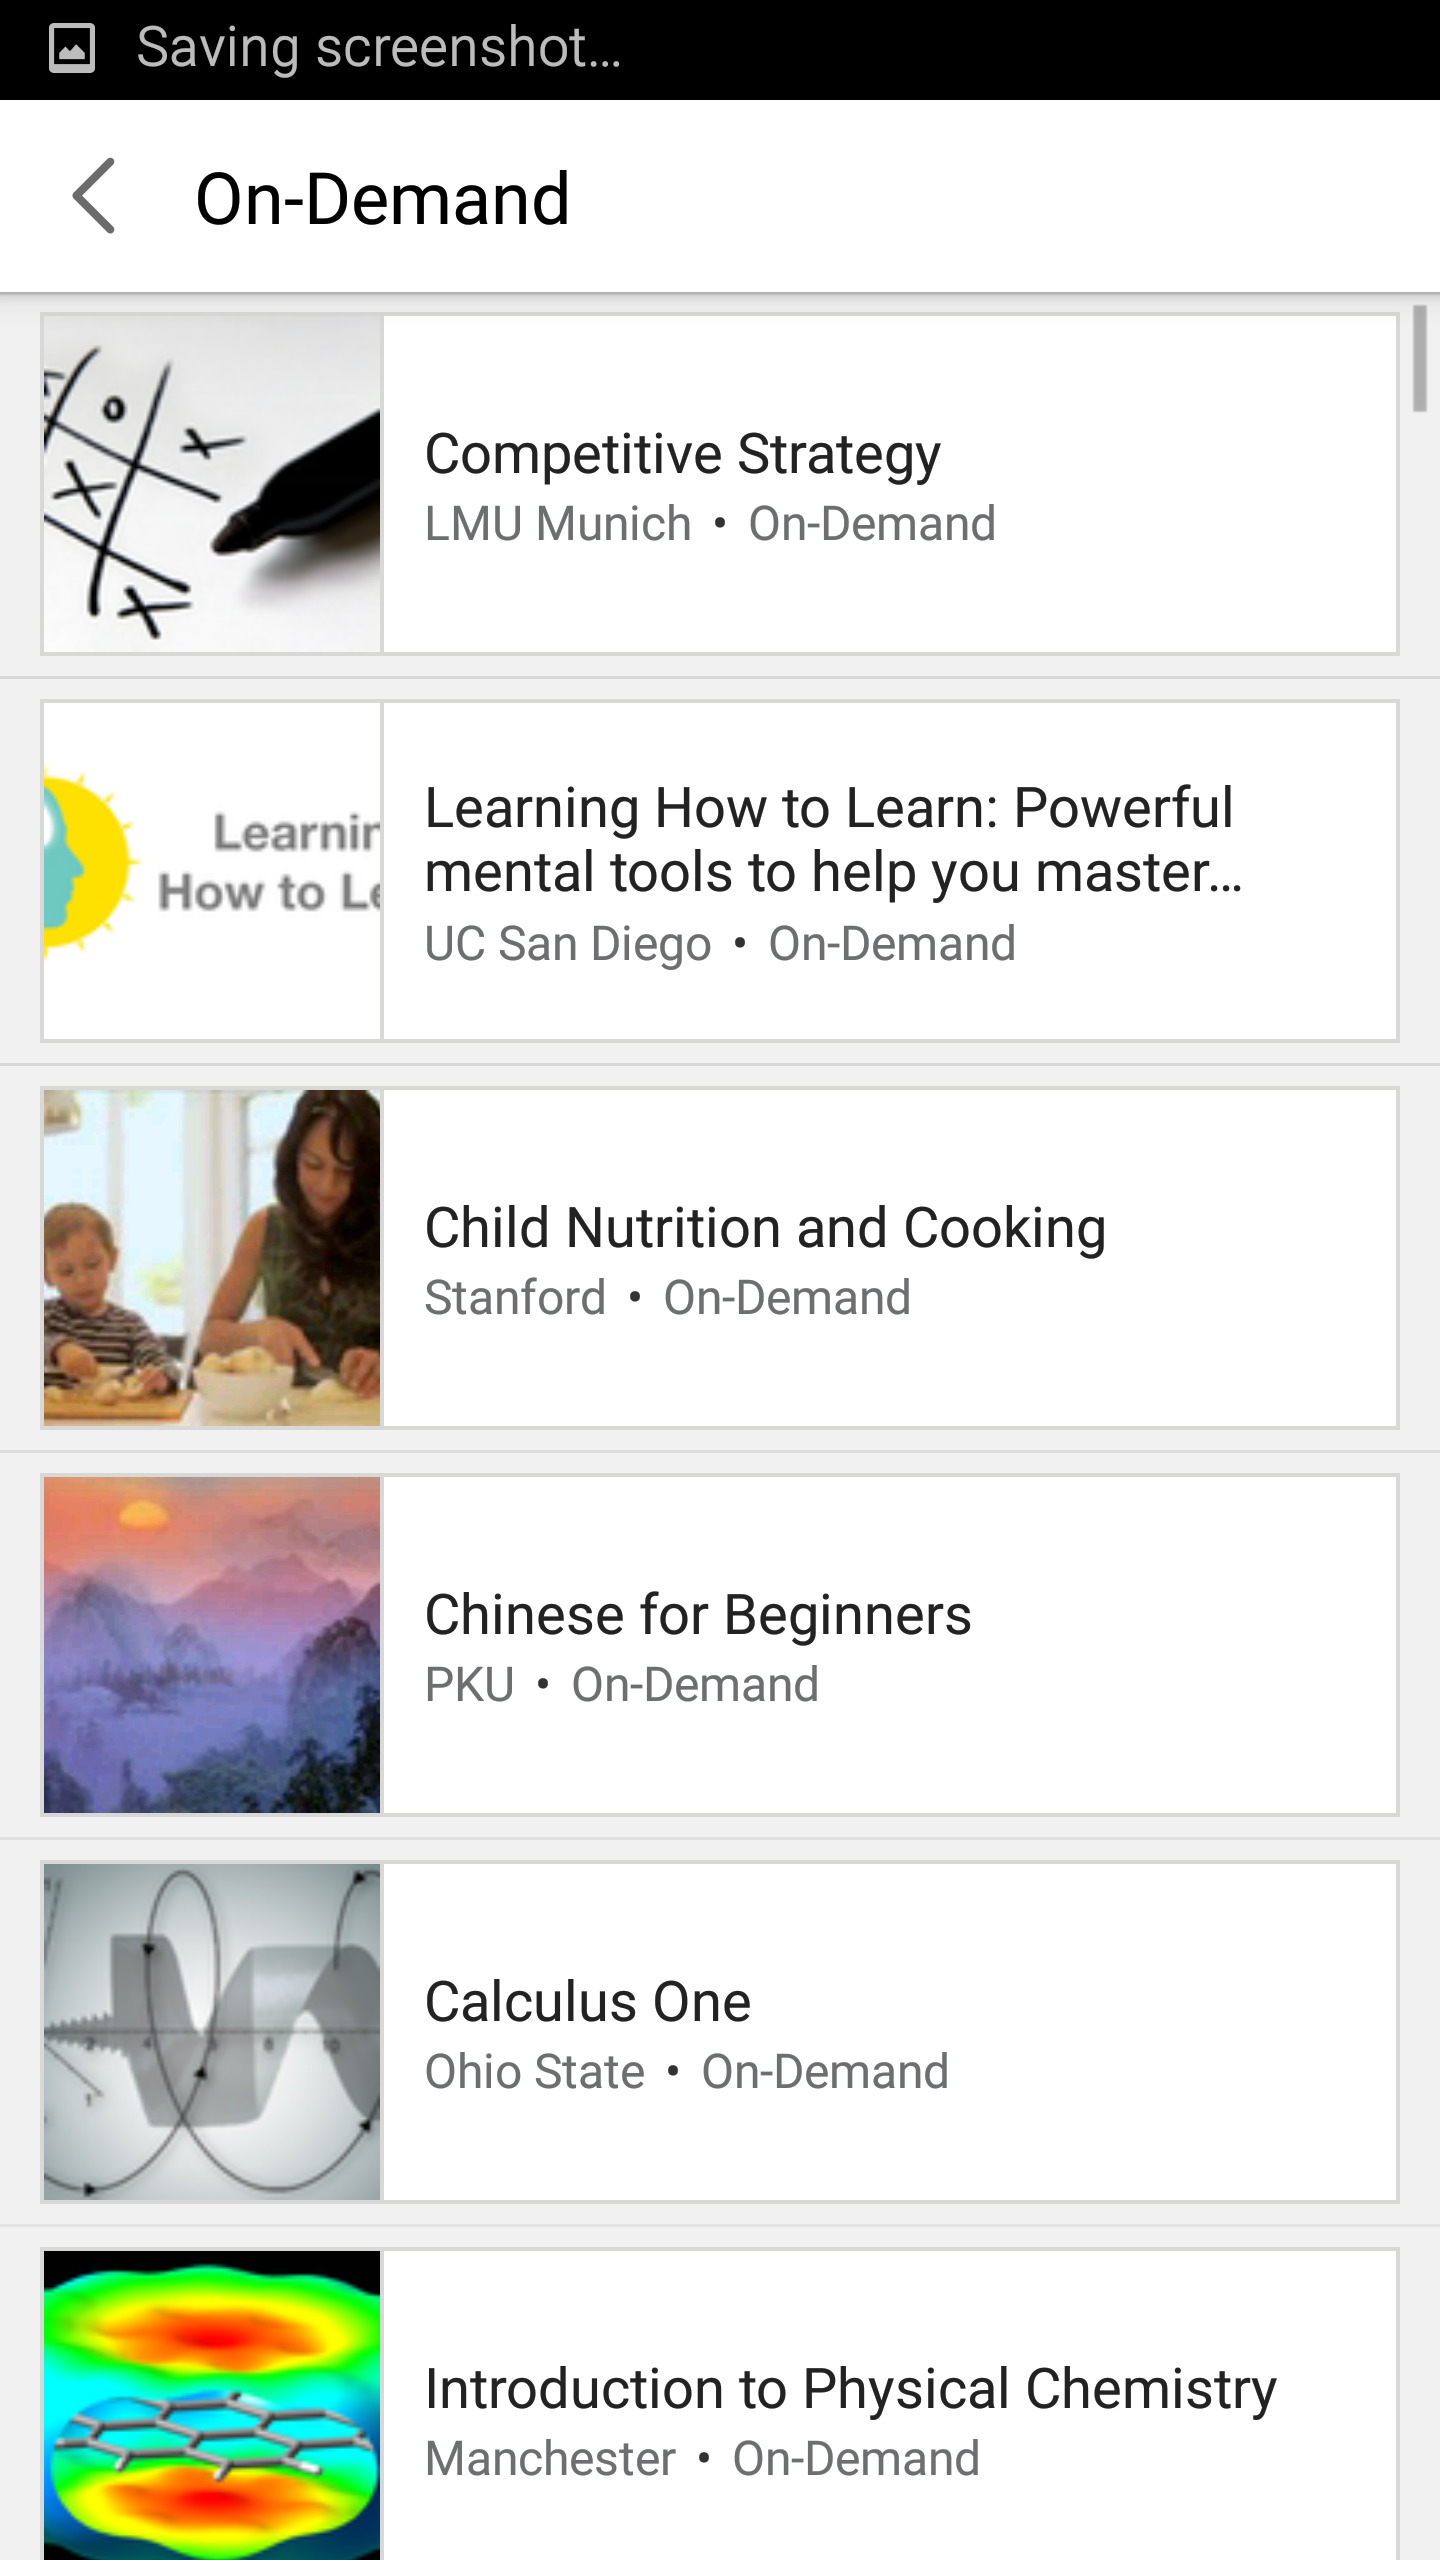 Saving screenshot...
On-Demand
Competitive Strategy
LMU Munich • On-Demand
Learnin
How to Le
Learning How to Learn: Powerful
mental tools to help you master...
UC San Diego • On-Demand
Child Nutrition and Cooking
Stanford • On-Demand
Chinese for Beginners
PKU • On-Demand
Calculus One
Ohio State • On-Demand
Introduction to Physical Chemistry
Manchester • On-Demand